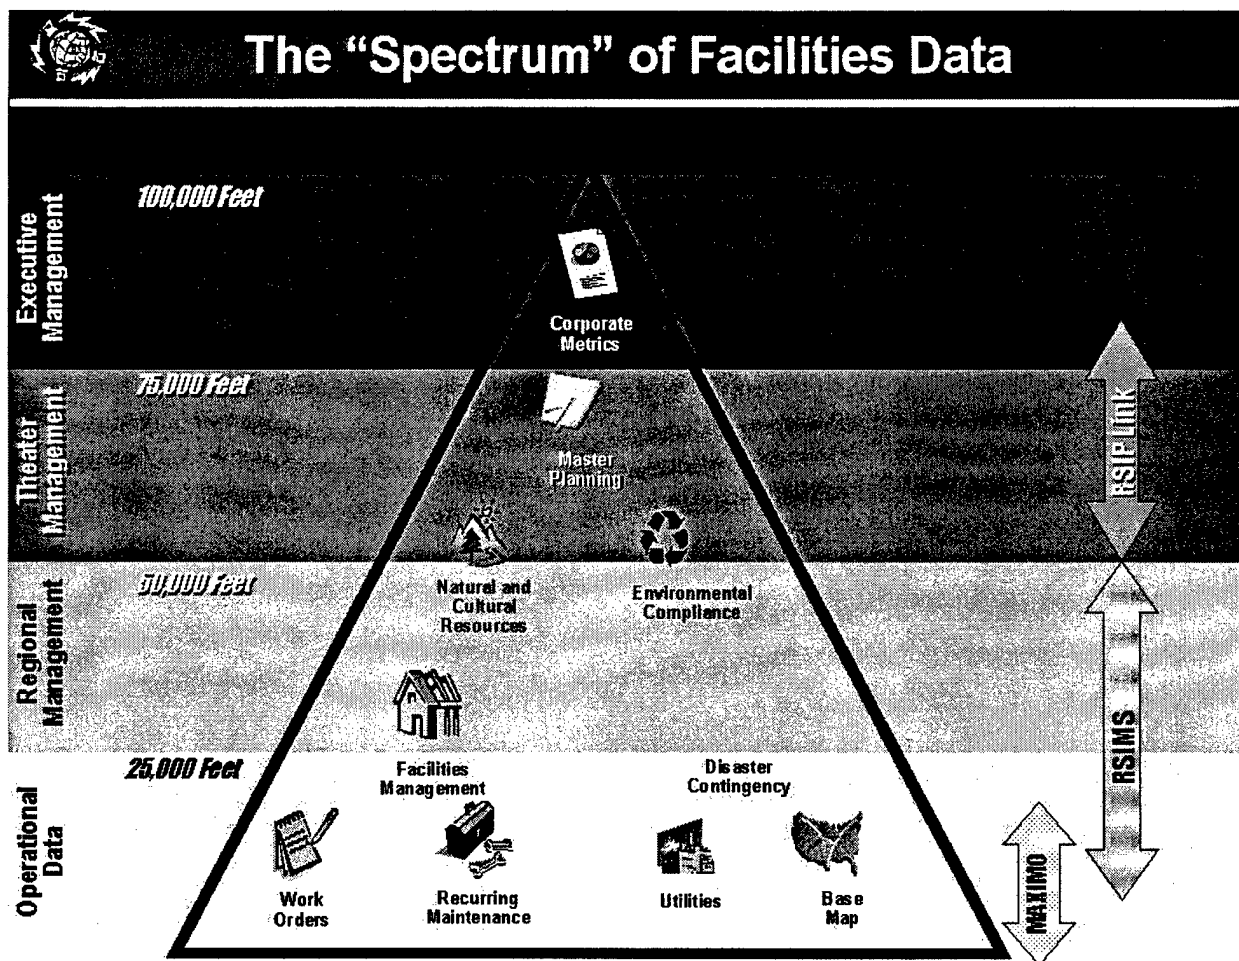 The “Spectrum” of Facilities Data
Executive
Management
100,000 Feet
Corporate
Metrics
Theater
Management
75,000 Feet
Master
Planning
RSIPLink
Regional
Management
50,000 Feet
Natural and
Cultural
Resources
Environmental
Compliance
RSIMS
Operational
Data
25,000 Feet
Facilities
Management
Disaster
Contingency
Work
Orders
Recurring
Maintenance
Utilities
Base
Map
MAXIMO